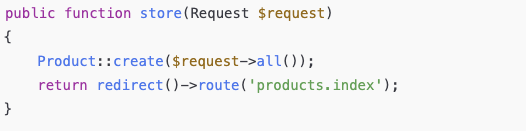 public function store(Request $request)
{
    Product::create($request->all());
    return redirect()->route('products.index');
}